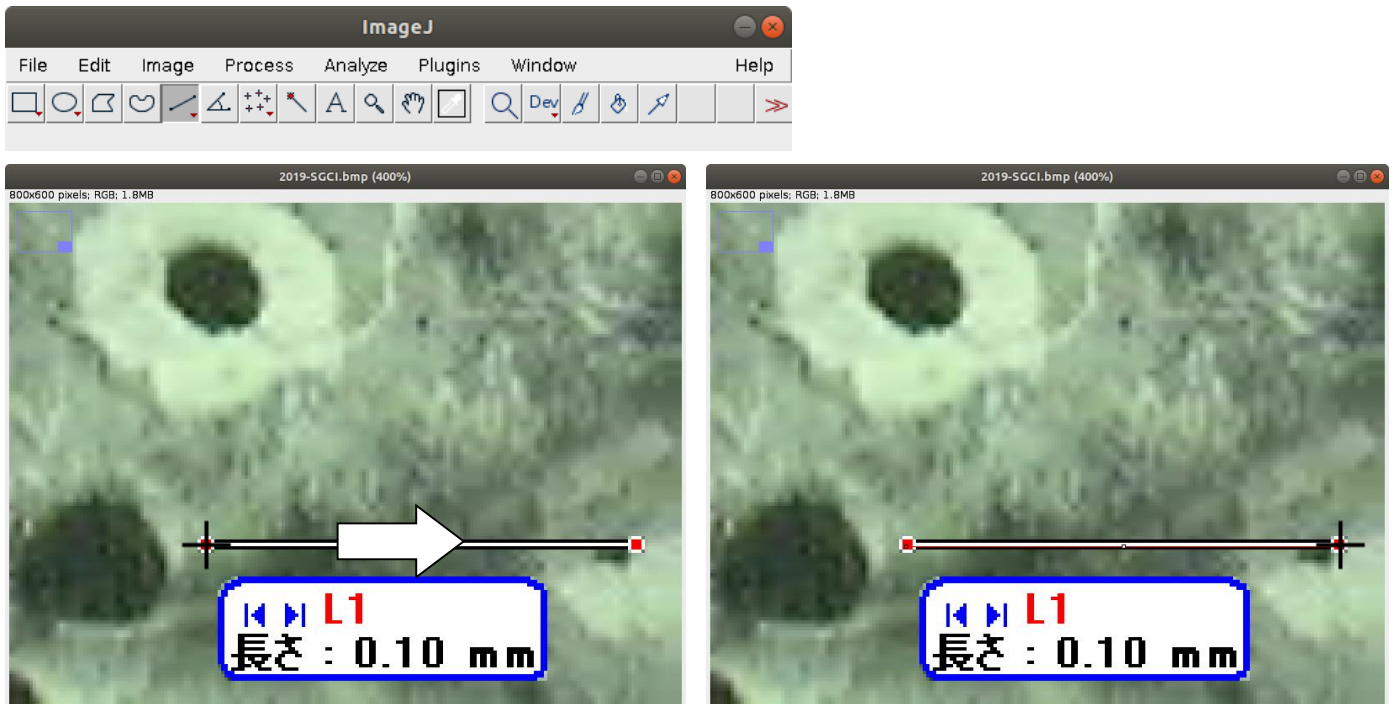 ImageJ
File Edit Image Process Analyze Plugins Window Help
A Dev
2019-SGCI.bmp (400%)
800x600 pixels; RGB; 1.8MB
L1
長さ : 0.10 mm
2019-SGCI.bmp (400%)
800x600 pixels; RGB; 1.8MB
L1
長さ : 0.10 mm